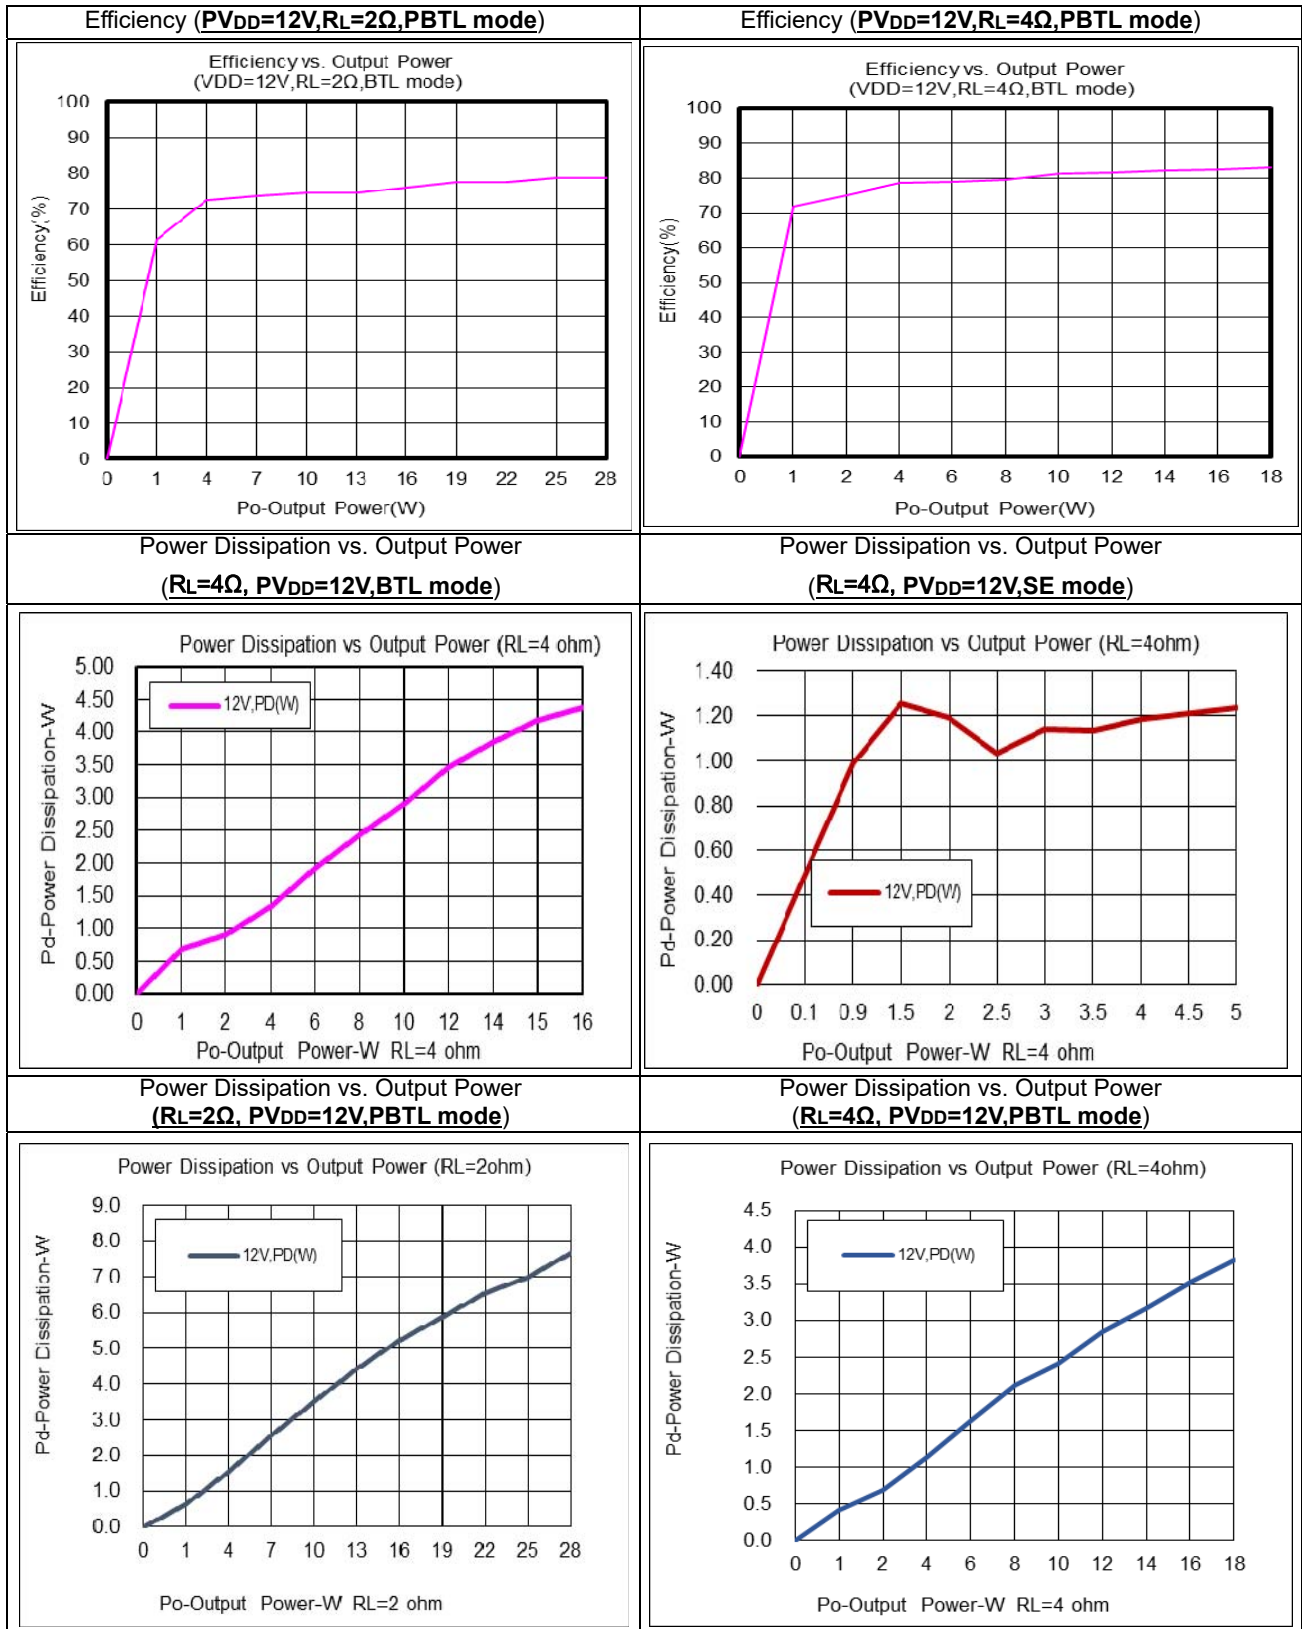 Efficiency (PVDD=12V,RL=2Ω,PBTL mode)
Efficiency (PVDD=12V,RL=4Ω,PBTL mode)
Efficiency vs. Output Power
(VDD=12V,RL=2Ω,BTL mode)
100
90
80
70
60
50
40
30
20
10
0
Efficiency(%)
0 1 4 7 10 13 16 19 22 25 28
Po-Output Power(W)
Efficiency vs. Output Power
(VDD=12V,RL=4Ω,BTL mode)
100
90
80
70
60
50
40
30
20
10
0
Efficiency(%)
0 1 2 4 6 8 10 12 14 16 18
Po-Output Power(W)
Power Dissipation vs. Output Power
(RL=4Ω, PVDD=12V,BTL mode)
Power Dissipation vs. Output Power
(RL=4Ω, PVDD=12V,SE mode)
Power Dissipation vs Output Power (RL=4 ohm)
5.00
4.50
4.00
3.50
3.00
2.50
2.00
1.50
1.00
0.50
0.00
12V,PD(W)
Pd-Power Dissipation-W
0 1 2 4 6 8 10 12 14 15 16
Po-Output Power-W RL=4 ohm
Power Dissipation vs Output Power (RL=4ohm)
1.40
1.20
1.00
0.80
0.60
0.40
0.20
0.00
12V,PD(W)
Pd-Power Dissipation-W
0 0.1 0.9 1.5 2 2.5 3 3.5 4 4.5 5
Po-Output Power-W RL=4 ohm
Power Dissipation vs. Output Power
(RL=2Ω, PVDD=12V,PBTL mode)
Power Dissipation vs. Output Power
(RL=4Ω, PVDD=12V,PBTL mode)
Power Dissipation vs Output Power (RL=2ohm)
9.0
8.0
7.0
6.0
5.0
4.0
3.0
2.0
1.0
0.0
12V,PD(W)
Pd-Power Dissipation-W
0 1 4 7 10 13 16 19 22 25 28
Po-Output Power-W RL=2 ohm
Power Dissipation vs Output Power (RL=4ohm)
4.5
4.0
3.5
3.0
2.5
2.0
1.5
1.0
0.5
0.0
12V,PD(W)
Pd-Power Dissipation-W
0 1 2 4 6 8 10 12 14 16 18
Po-Output Power-W RL=4 ohm